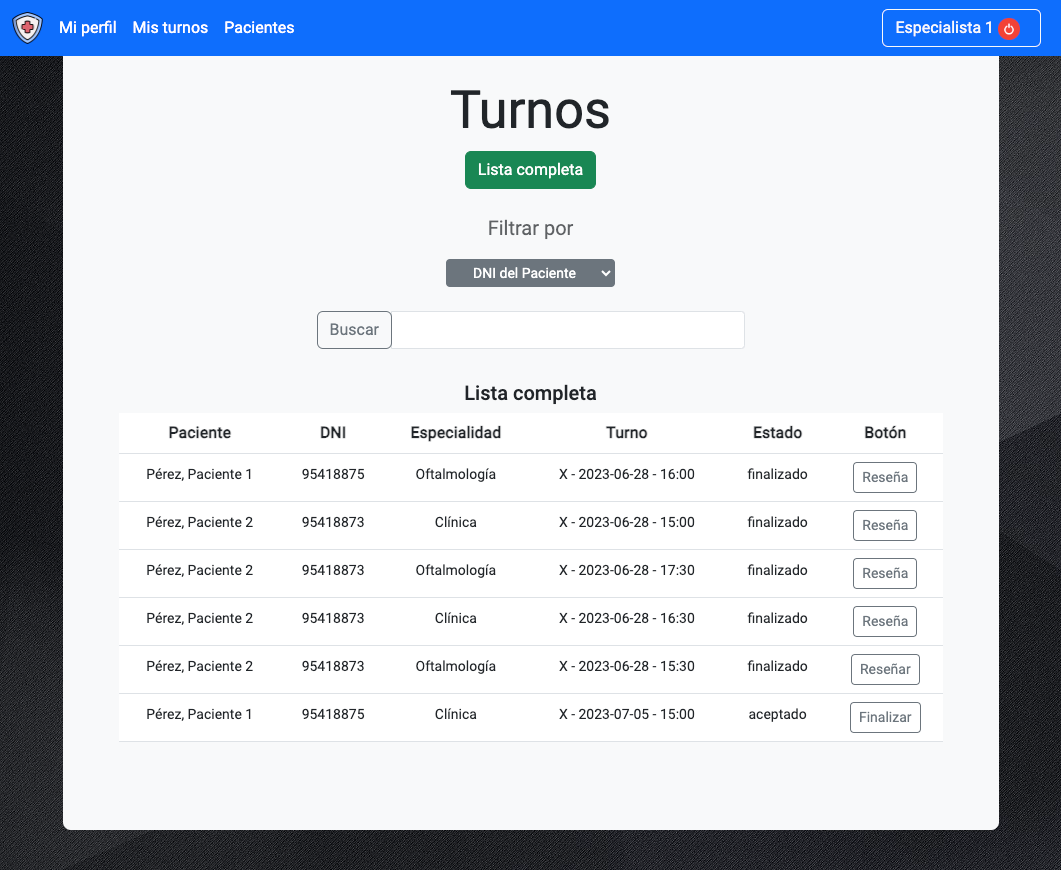 Mi perfil Mis turnos Pacientes Especialista 1
Turnos
Lista completa
Filtrar por
DNI del Paciente
Buscar
Lista completa
Paciente DNI Especialidad Turno Estado Botón
Pérez, Paciente 1 95418875 Oftalmología X - 2023-06-28 - 16:00 finalizado Reseña
Pérez, Paciente 2 95418873 Clínica X - 2023-06-28 - 15:00 finalizado Reseña
Pérez, Paciente 2 95418873 Oftalmología X - 2023-06-28 - 17:30 finalizado Reseña
Pérez, Paciente 2 95418873 Clínica X - 2023-06-28 - 16:30 finalizado Reseña
Pérez, Paciente 2 95418873 Oftalmología X - 2023-06-28 - 15:30 finalizado Reseñar
Pérez, Paciente 1 95418875 Clínica X - 2023-07-05 - 15:00 aceptado Finalizar